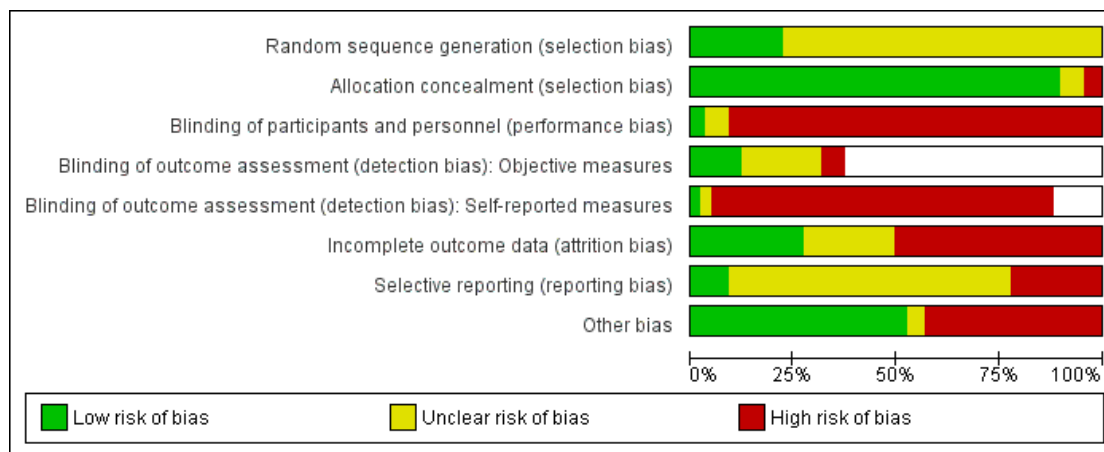 Random sequence generation (selection bias)
Allocation concealment (selection bias)
Blinding of participants and personnel (performance bias)
Blinding of outcome assessment (detection bias): Objective measures
Blinding of outcome assessment (detection bias): Self-reported measures
Incomplete outcome data (attrition bias)
Selective reporting (reporting bias)
Other bias
0% 25% 50% 75% 100%
Low risk of bias Unclear risk of bias High risk of bias